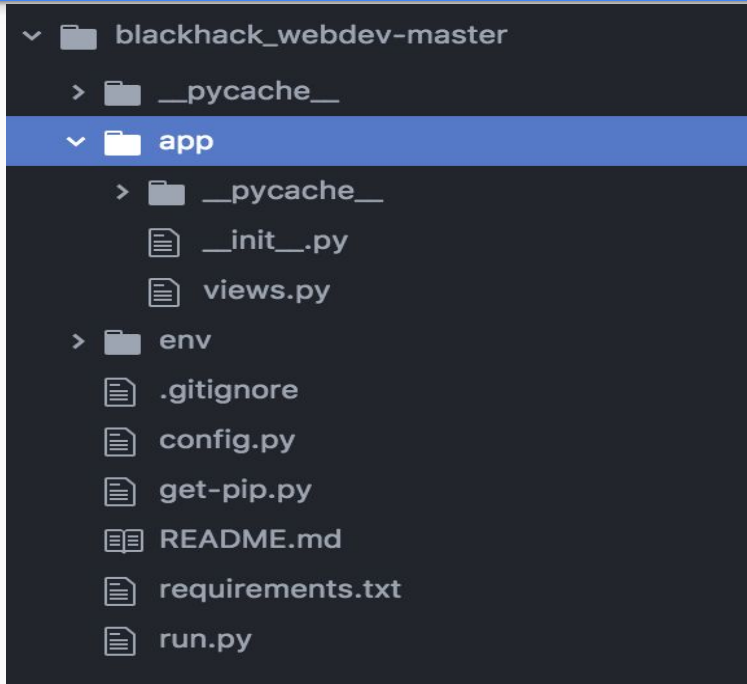 blackhack_webdev-master
__pycache__
app
__pycache__
__init__.py
views.py
env
.gitignore
config.py
get-pip.py
README.md
requirements.txt
run.py